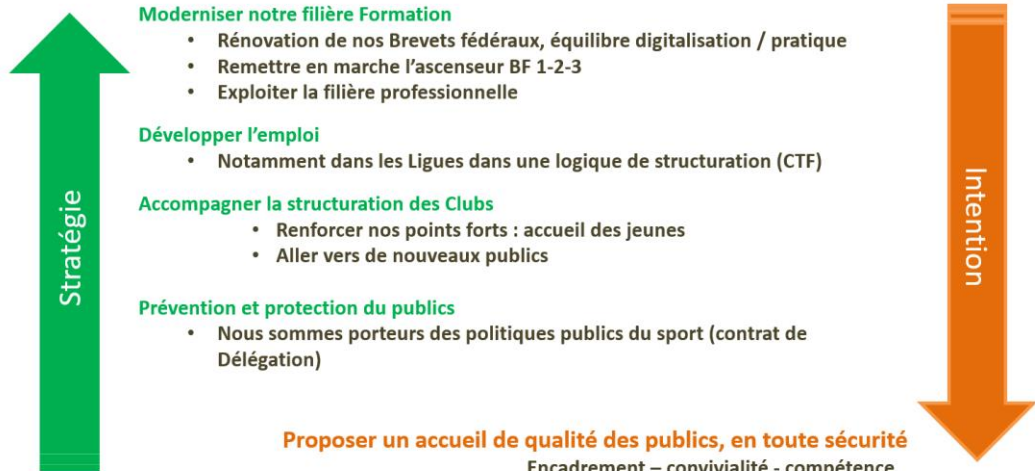 Moderniser notre filière Formation
• Rénovation de nos Brevets fédéraux, équilibre digitalisation / pratique
• Remettre en marche l’ascenseur BF 1-2-3
• Exploiter la filière professionnelle
Développer l’emploi
• Notamment dans les Ligues dans une logique de structuration (CTF)
Accompagner la structuration des Clubs
• Renforcer nos points forts : accueil des jeunes
• Aller vers de nouveaux publics
Prévention et protection du publics
• Nous sommes porteurs des politiques publics du sport (contrat de
Délégation)
Proposer un accueil de qualité des publics, en toute sécurité
Encadrement – convivialité - compétence
Stratégie
Intention